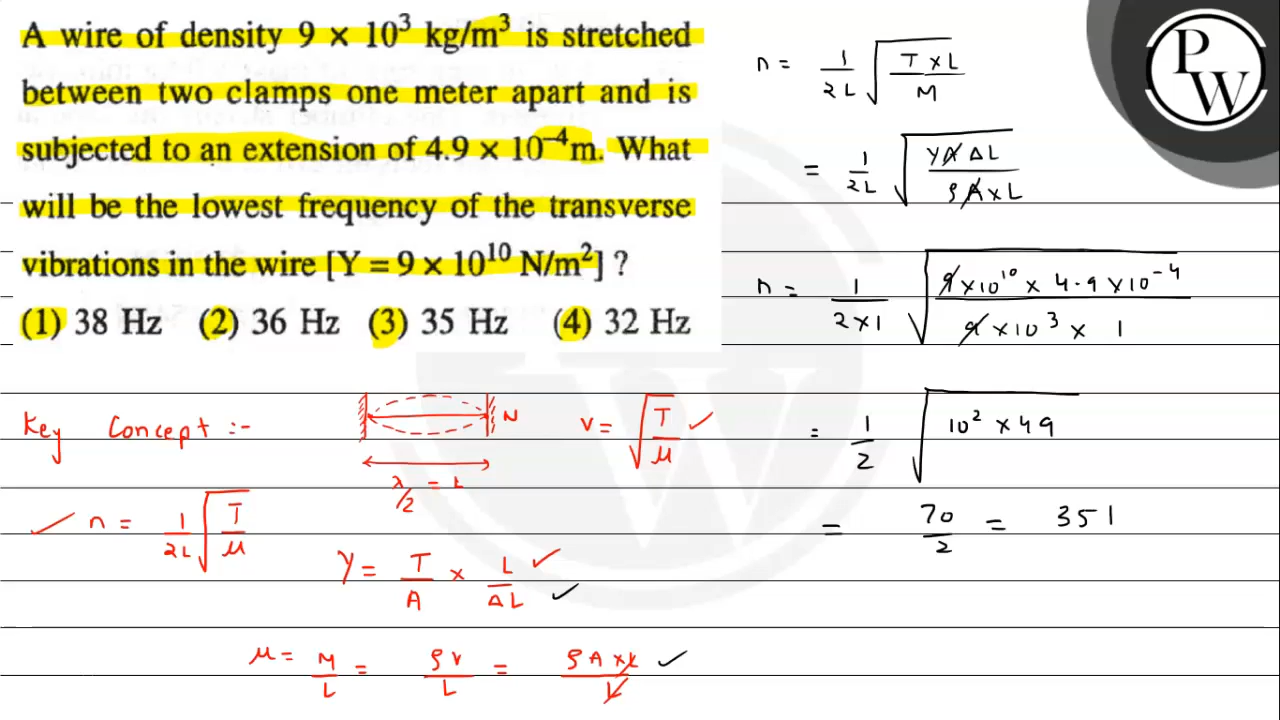 A wire of density 9 × 10³ kg/m³ is stretched
between two clamps one meter apart and is
subjected to an extension of 4.9 × 10⁻⁴m. What
will be the lowest frequency of the transverse
vibrations in the wire [Y = 9 × 10¹⁰ N/m²] ?
(1) 38 Hz (2) 36 Hz (3) 35 Hz (4) 32 Hz
Key Concept :-
N
λ/2 = L
v = √(T/μ) ✓
✓ n = 1/2L √(T/μ)
Y = T/A × L/ΔL ✓ ✓
μ = M/L = ρV/L = ρA×L/L ✓
n = 1/2L √(T×L/M)
= 1/2L √(YAΔL/ρA×L)
n = 1/2×1 √(9×10¹⁰×4.9×10⁻⁴/9×10³×1)
= 1/2 √(10²×49)
= 70/2 = 351
PW